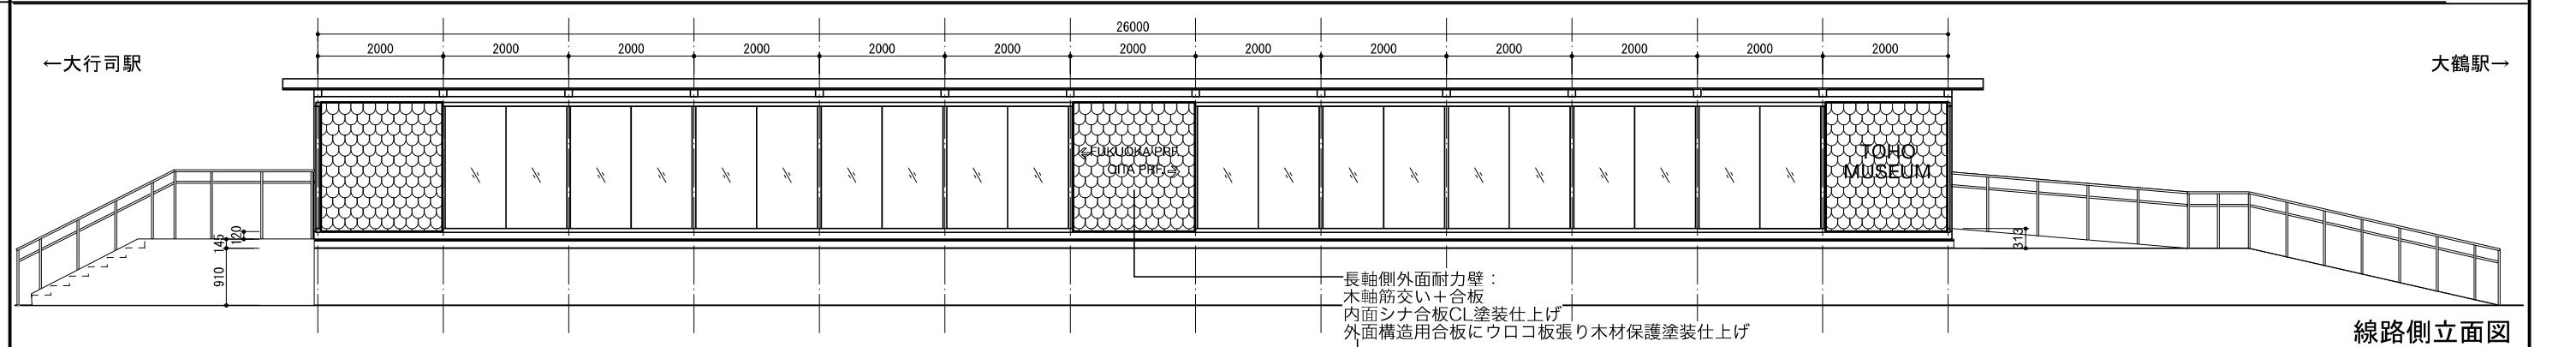 26000
2000 2000 2000 2000 2000 2000 2000 2000 2000 2000 2000 2000 2000
←大行司駅
大鶴駅→
←FUKUOKA PRF.
OITA PRF.→
TOHO
MUSEUM
120
145
910
313
長軸側外面耐力壁：
木軸筋交い＋合板
内面シナ合板CL塗装仕上げ
外面構造用合板にウロコ板張り木材保護塗装仕上げ
線路側立面図